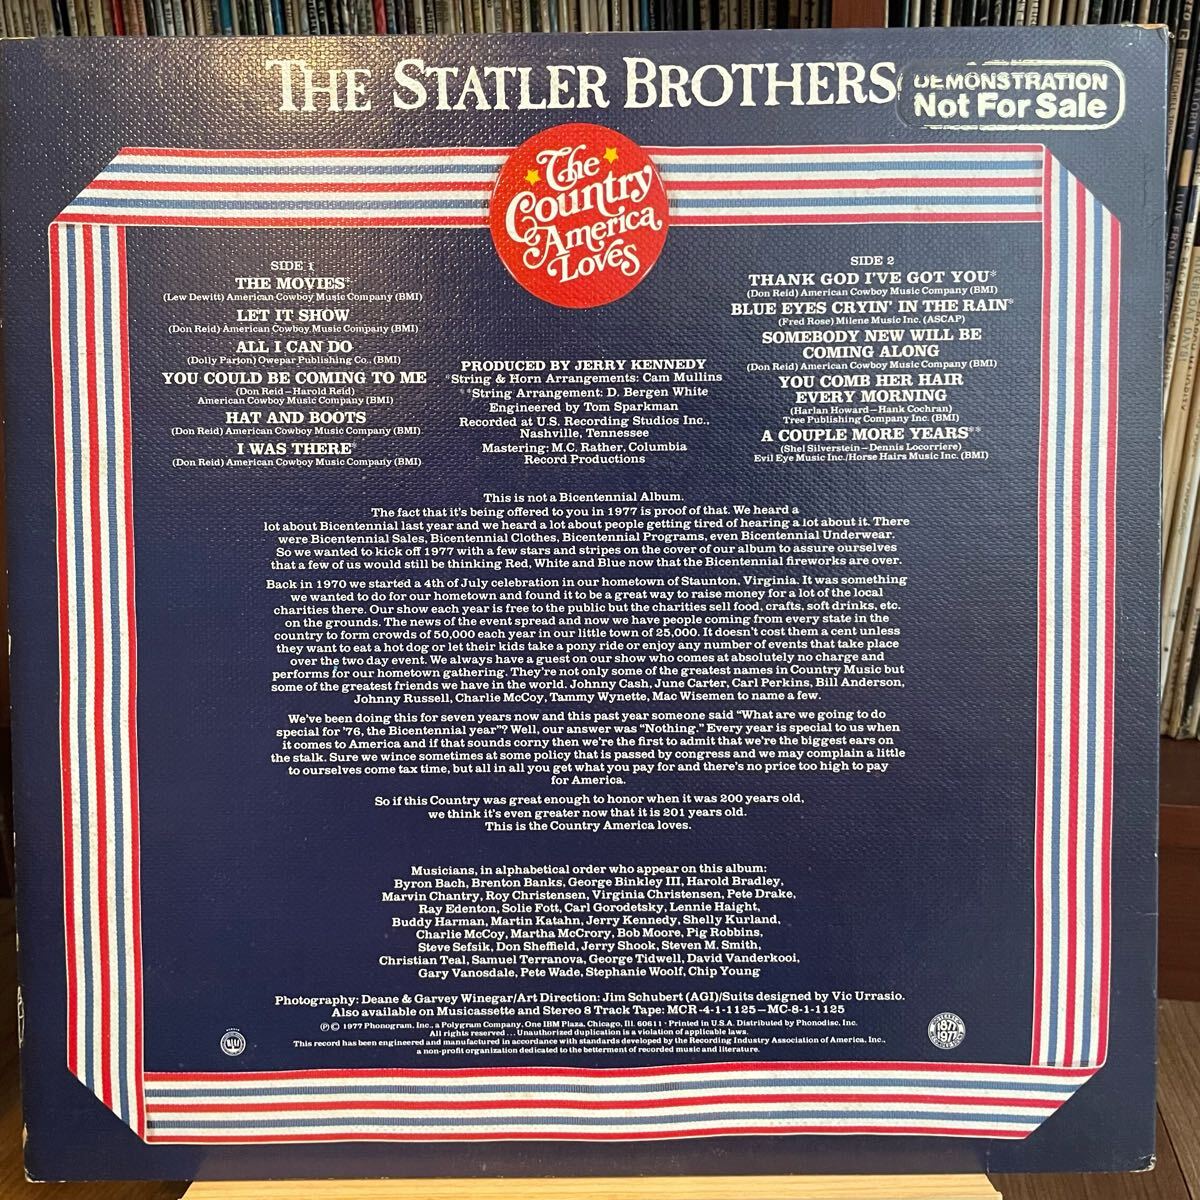 THE STATLER BROTHERS
DEMONSTRATION
Not For Sale
The
Country
America
Loves
SIDE 1
THE MOVIES*
(Lew Dewitt) American Cowboy Music Company (BMI)
LET IT SHOW
(Don Reid) American Cowboy Music Company (BMI)
ALL I CAN DO
(Dolly Parton) Owepar Publishing Co., (BMI)
YOU COULD BE COMING TO ME
(Don Reid—Harold Reid)
American Cowboy Music Company (BMI)
HAT AND BOOTS
(Don Reid) American Cowboy Music Company (BMI)
I WAS THERE*
(Don Reid) American Cowboy Music Company (BMI)
PRODUCED BY JERRY KENNEDY
*String & Horn Arrangements: Cam Mullins
**String Arrangement: D. Bergen White
Engineered by Tom Sparkman
Recorded at U.S. Recording Studios Inc.,
Nashville, Tennessee
Mastering: M.C. Rather, Columbia
Record Productions
SIDE 2
THANK GOD I'VE GOT YOU*
(Don Reid) American Cowboy Music Company (BMI)
BLUE EYES CRYIN' IN THE RAIN*
(Fred Rose) Milene Music Inc. (ASCAP)
SOMEBODY NEW WILL BE
COMING ALONG
(Don Reid) American Cowboy Music Company (BMI)
YOU COMB HER HAIR
EVERY MORNING
(Harlan Howard—Hank Cochran)
Tree Publishing Company Inc. (BMI)
A COUPLE MORE YEARS**
(Shel Silverstein—Dennis Locorriere)
Evil Eye Music Inc./Horse Hairs Music Inc. (BMI)
This is not a Bicentennial Album.
The fact that it's being offered to you in 1977 is proof of that. We heard a
lot about Bicentennial last year and we heard a lot about people getting tired of hearing a lot about it. There
were Bicentennial Sales, Bicentennial Clothes, Bicentennial Programs, even Bicentennial Underwear.
So we wanted to kick off 1977 with a few stars and stripes on the cover of our album to assure ourselves
that a few of us would still be thinking Red, White and Blue now that the Bicentennial fireworks are over.
Back in 1970 we started a 4th of July celebration in our hometown of Staunton, Virginia. It was something
we wanted to do for our hometown and found it to be a great way to raise money for a lot of the local
charities there. Our show each year is free to the public but the charities sell food, crafts, soft drinks, etc.
on the grounds. The news of the event spread and now we have people coming from every state in the
country to form crowds of 50,000 each year in our little town of 25,000. It doesn't cost them a cent unless
they want to eat a hot dog or let their kids take a pony ride or enjoy any number of events that take place
over the two day event. We always have a guest on our show who comes at absolutely no charge and
performs for our hometown gathering. They're not only some of the greatest names in Country Music but
some of the greatest friends we have in the world. Johnny Cash, June Carter, Carl Perkins, Bill Anderson,
Johnny Russell, Charlie McCoy, Tammy Wynette, Mac Wisemen to name a few.
We've been doing this for seven years now and this past year someone said "What are we going to do
special for '76, the Bicentennial year"? Well, our answer was "Nothing." Every year is special to us when
it comes to America and if that sounds corny then we're the first to admit that we're the biggest ears on
the stalk. Sure we wince sometimes at some policy that is passed by congress and we may complain a little
to ourselves come tax time, but all in all you get what you pay for and there's no price too high to pay
for America.
So if this Country was great enough to honor when it was 200 years old,
we think it's even greater now that it is 201 years old.
This is the Country America loves.
Musicians, in alphabetical order who appear on this album:
Byron Bach, Brenton Banks, George Binkley III, Harold Bradley,
Marvin Chantry, Roy Christensen, Virginia Christensen, Pete Drake,
Ray Edenton, Solie Fott, Carl Gorodetsky, Lennie Haight,
Buddy Harman, Martin Katahn, Jerry Kennedy, Shelly Kurland,
Charlie McCoy, Martha McCrory, Bob Moore, Pig Robbins,
Steve Sefsik, Don Sheffield, Jerry Shook, Steven M. Smith,
Christian Teal, Samuel Terranova, George Tidwell, David Vanderkooi,
Gary Vanosdale, Pete Wade, Stephanie Woolf, Chip Young
Photography: Deane & Garvey Winegar/Art Direction: Jim Schubert (AGI)/Suits designed by Vic Urrasio.
Also available on Musicassette and Stereo 8 Track Tape: MCR-4-1-1125—MC-8-1-1125
℗© 1977 Phonogram, Inc., a Polygram Company, One IBM Plaza, Chicago, Ill. 60611 · Printed in U.S.A. Distributed by Phonodisc, Inc.
All rights reserved ... Unauthorized duplication is a violation of applicable laws.
This record has been engineered and manufactured in accordance with standards developed by the Recording Industry Association of America, Inc.,
a non-profit organization dedicated to the betterment of recorded music and literature.
1877
1977